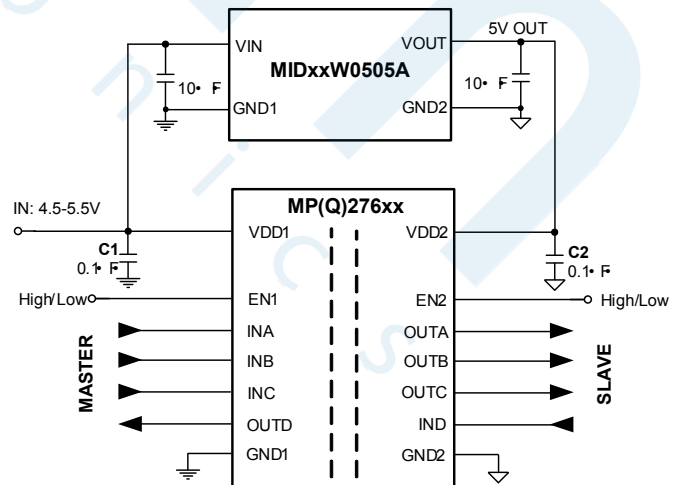 VIN
VOUT
5V OUT
MIDxxW0505A
10• F
10• F
GND1
GND2
IN: 4.5-5.5V
MP(Q)276xx
VDD1
VDD2
C1
0.1• F
C2
0.1• F
High/Low
EN1
EN2
High/Low
INA
OUTA
INB
OUTB
INC
OUTC
OUTD
IND
GND1
GND2
MASTER
SLAVE
n
i
c
s